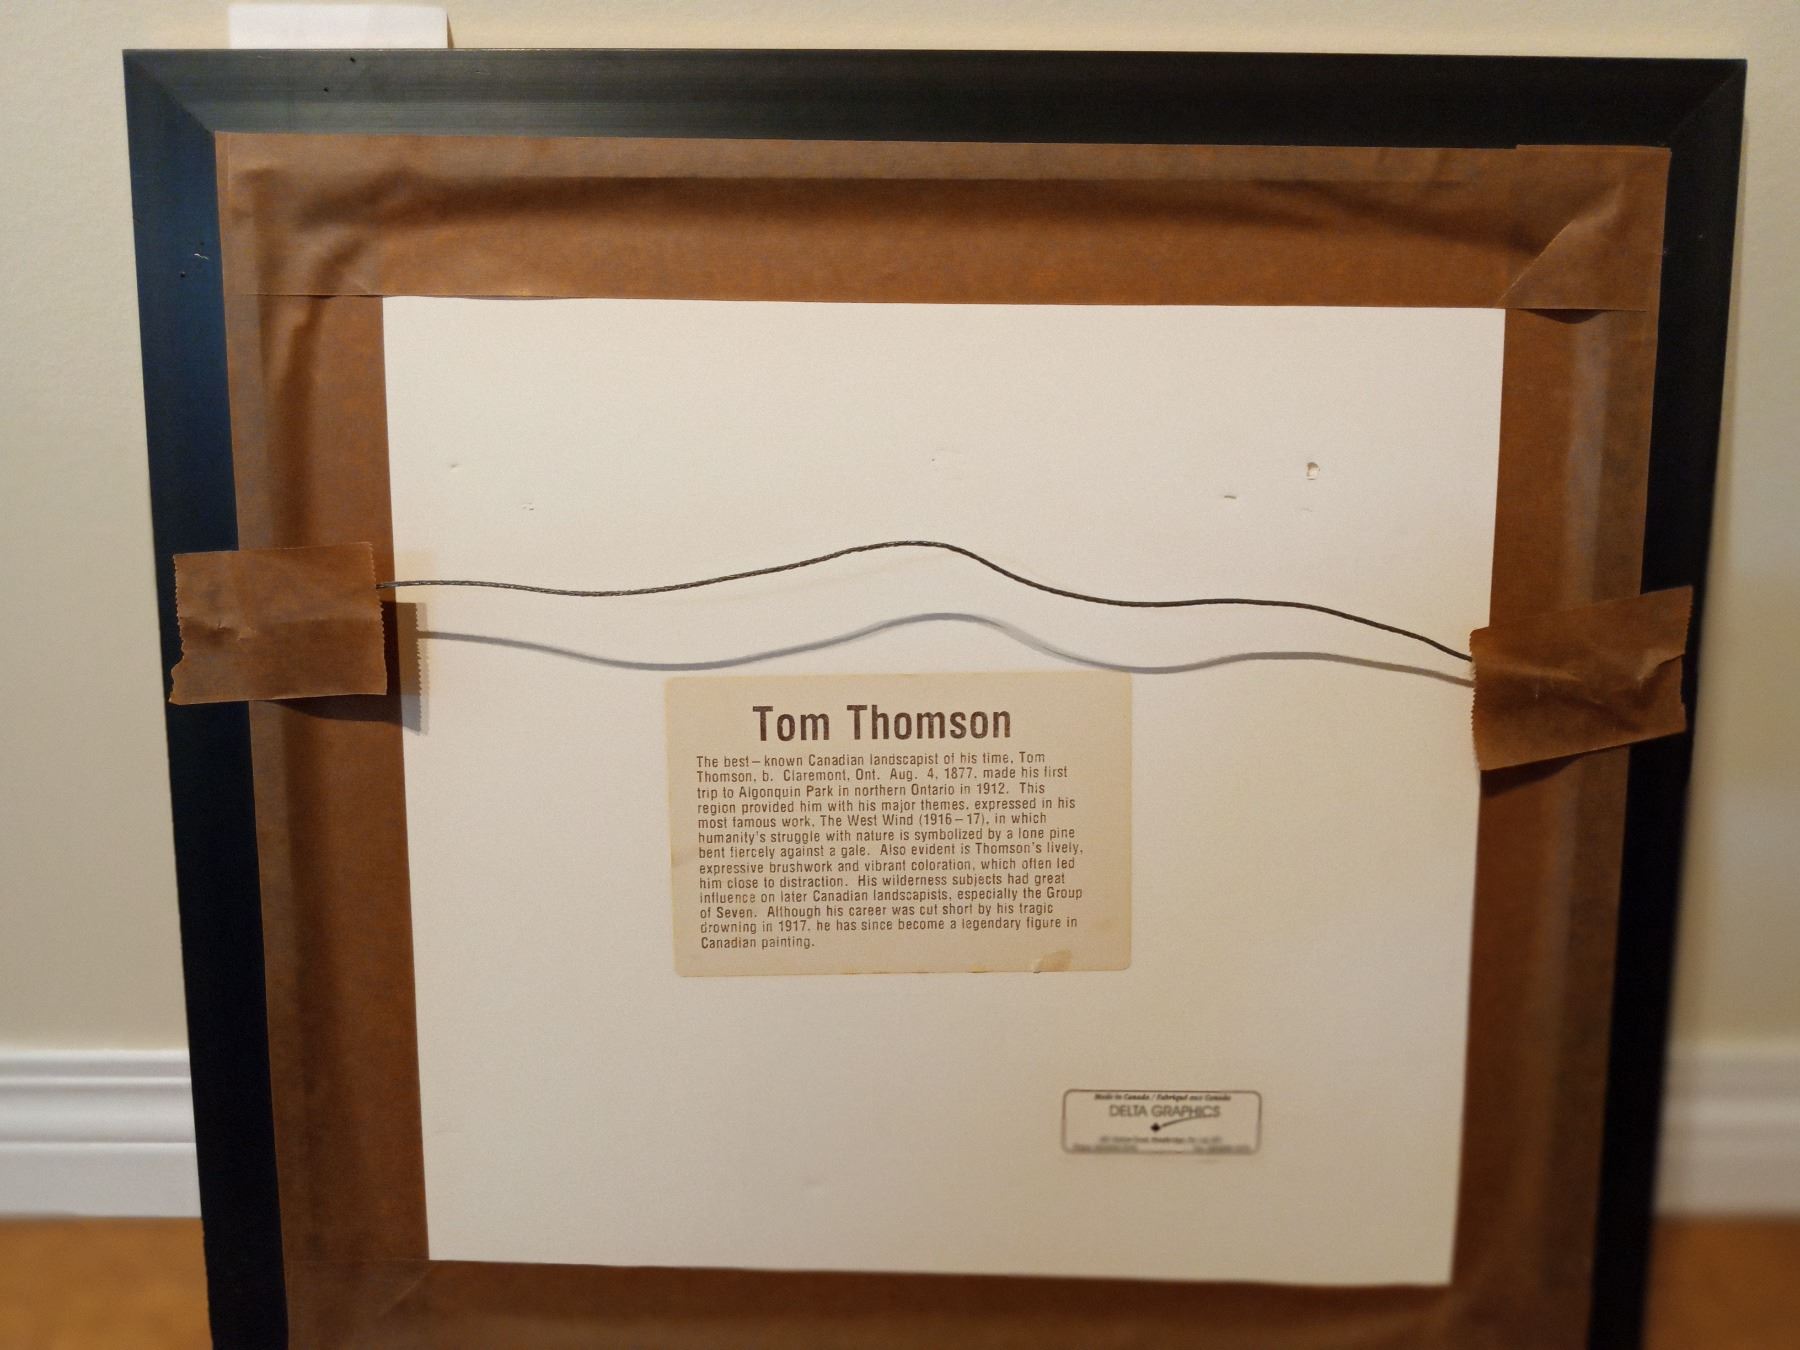 Tom Thomson
The best – known Canadian landscapist of his time, Tom
Thomson, b. Claremont, Ont. Aug. 4, 1877, made his first
trip to Algonquin Park in northern Ontario in 1912. This
region provided him with his major themes, expressed in his
most famous work, The West Wind (1916 – 17), in which
humanity's struggle with nature is symbolized by a lone pine
bent fiercely against a gale. Also evident is Thomson's lively,
expressive brushwork and vibrant coloration, which often led
him close to distraction. His wilderness subjects had great
influence on later Canadian landscapists, especially the Group
of Seven. Although his career was cut short by his tragic
drowning in 1917, he has since become a legendary figure in
Canadian painting.
Made in Canada / Fabriqué au Canada
DELTA GRAPHICS